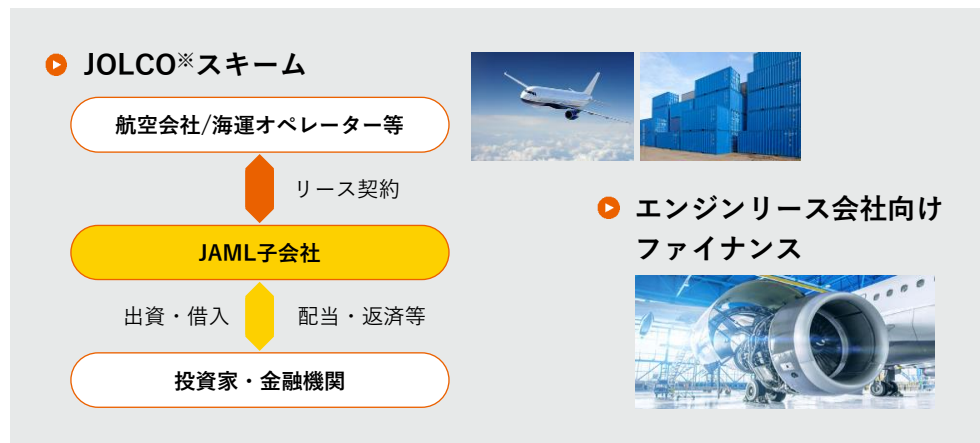 JOLCO※スキーム
航空会社/海運オペレーター等
リース契約
JAML子会社
出資・借入 配当・返済等
投資家・金融機関
エンジンリース会社向け
ファイナンス